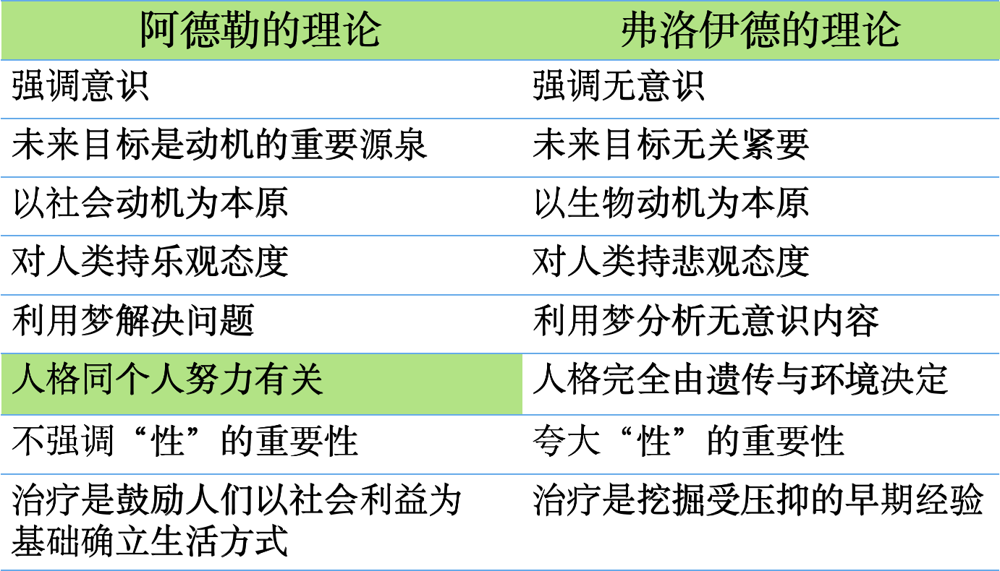 阿德勒的理论 弗洛伊德的理论
强调意识 强调无意识
未来目标是动机的重要源泉 未来目标无关紧要
以社会动机为本原 以生物动机为本原
对人类持乐观态度 对人类持悲观态度
利用梦解决问题 利用梦分析无意识内容
人格同个人努力有关 人格完全由遗传与环境决定
不强调“性”的重要性 夸大“性”的重要性
治疗是鼓励人们以社会利益为 治疗是挖掘受压抑的早期经验
基础确立生活方式